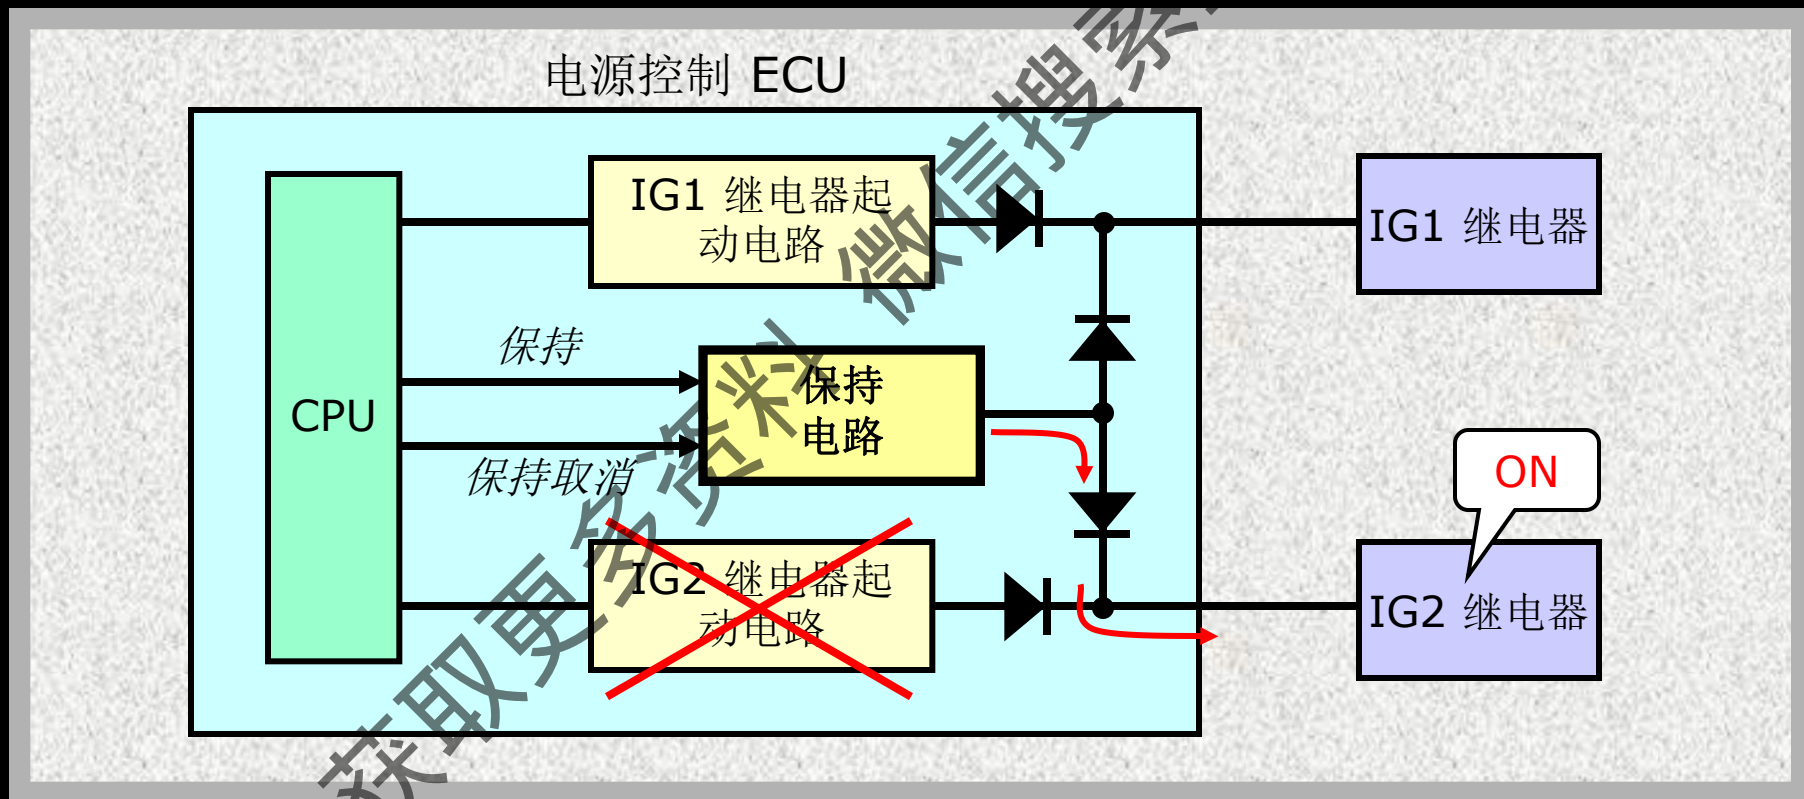 电源控制 ECU
IG1 继电器起
动电路
IG1 继电器
保持
保持
电路
CPU
保持取消
ON
IG2 继电器起
动电路
IG2 继电器
获取更多资料 微信搜索